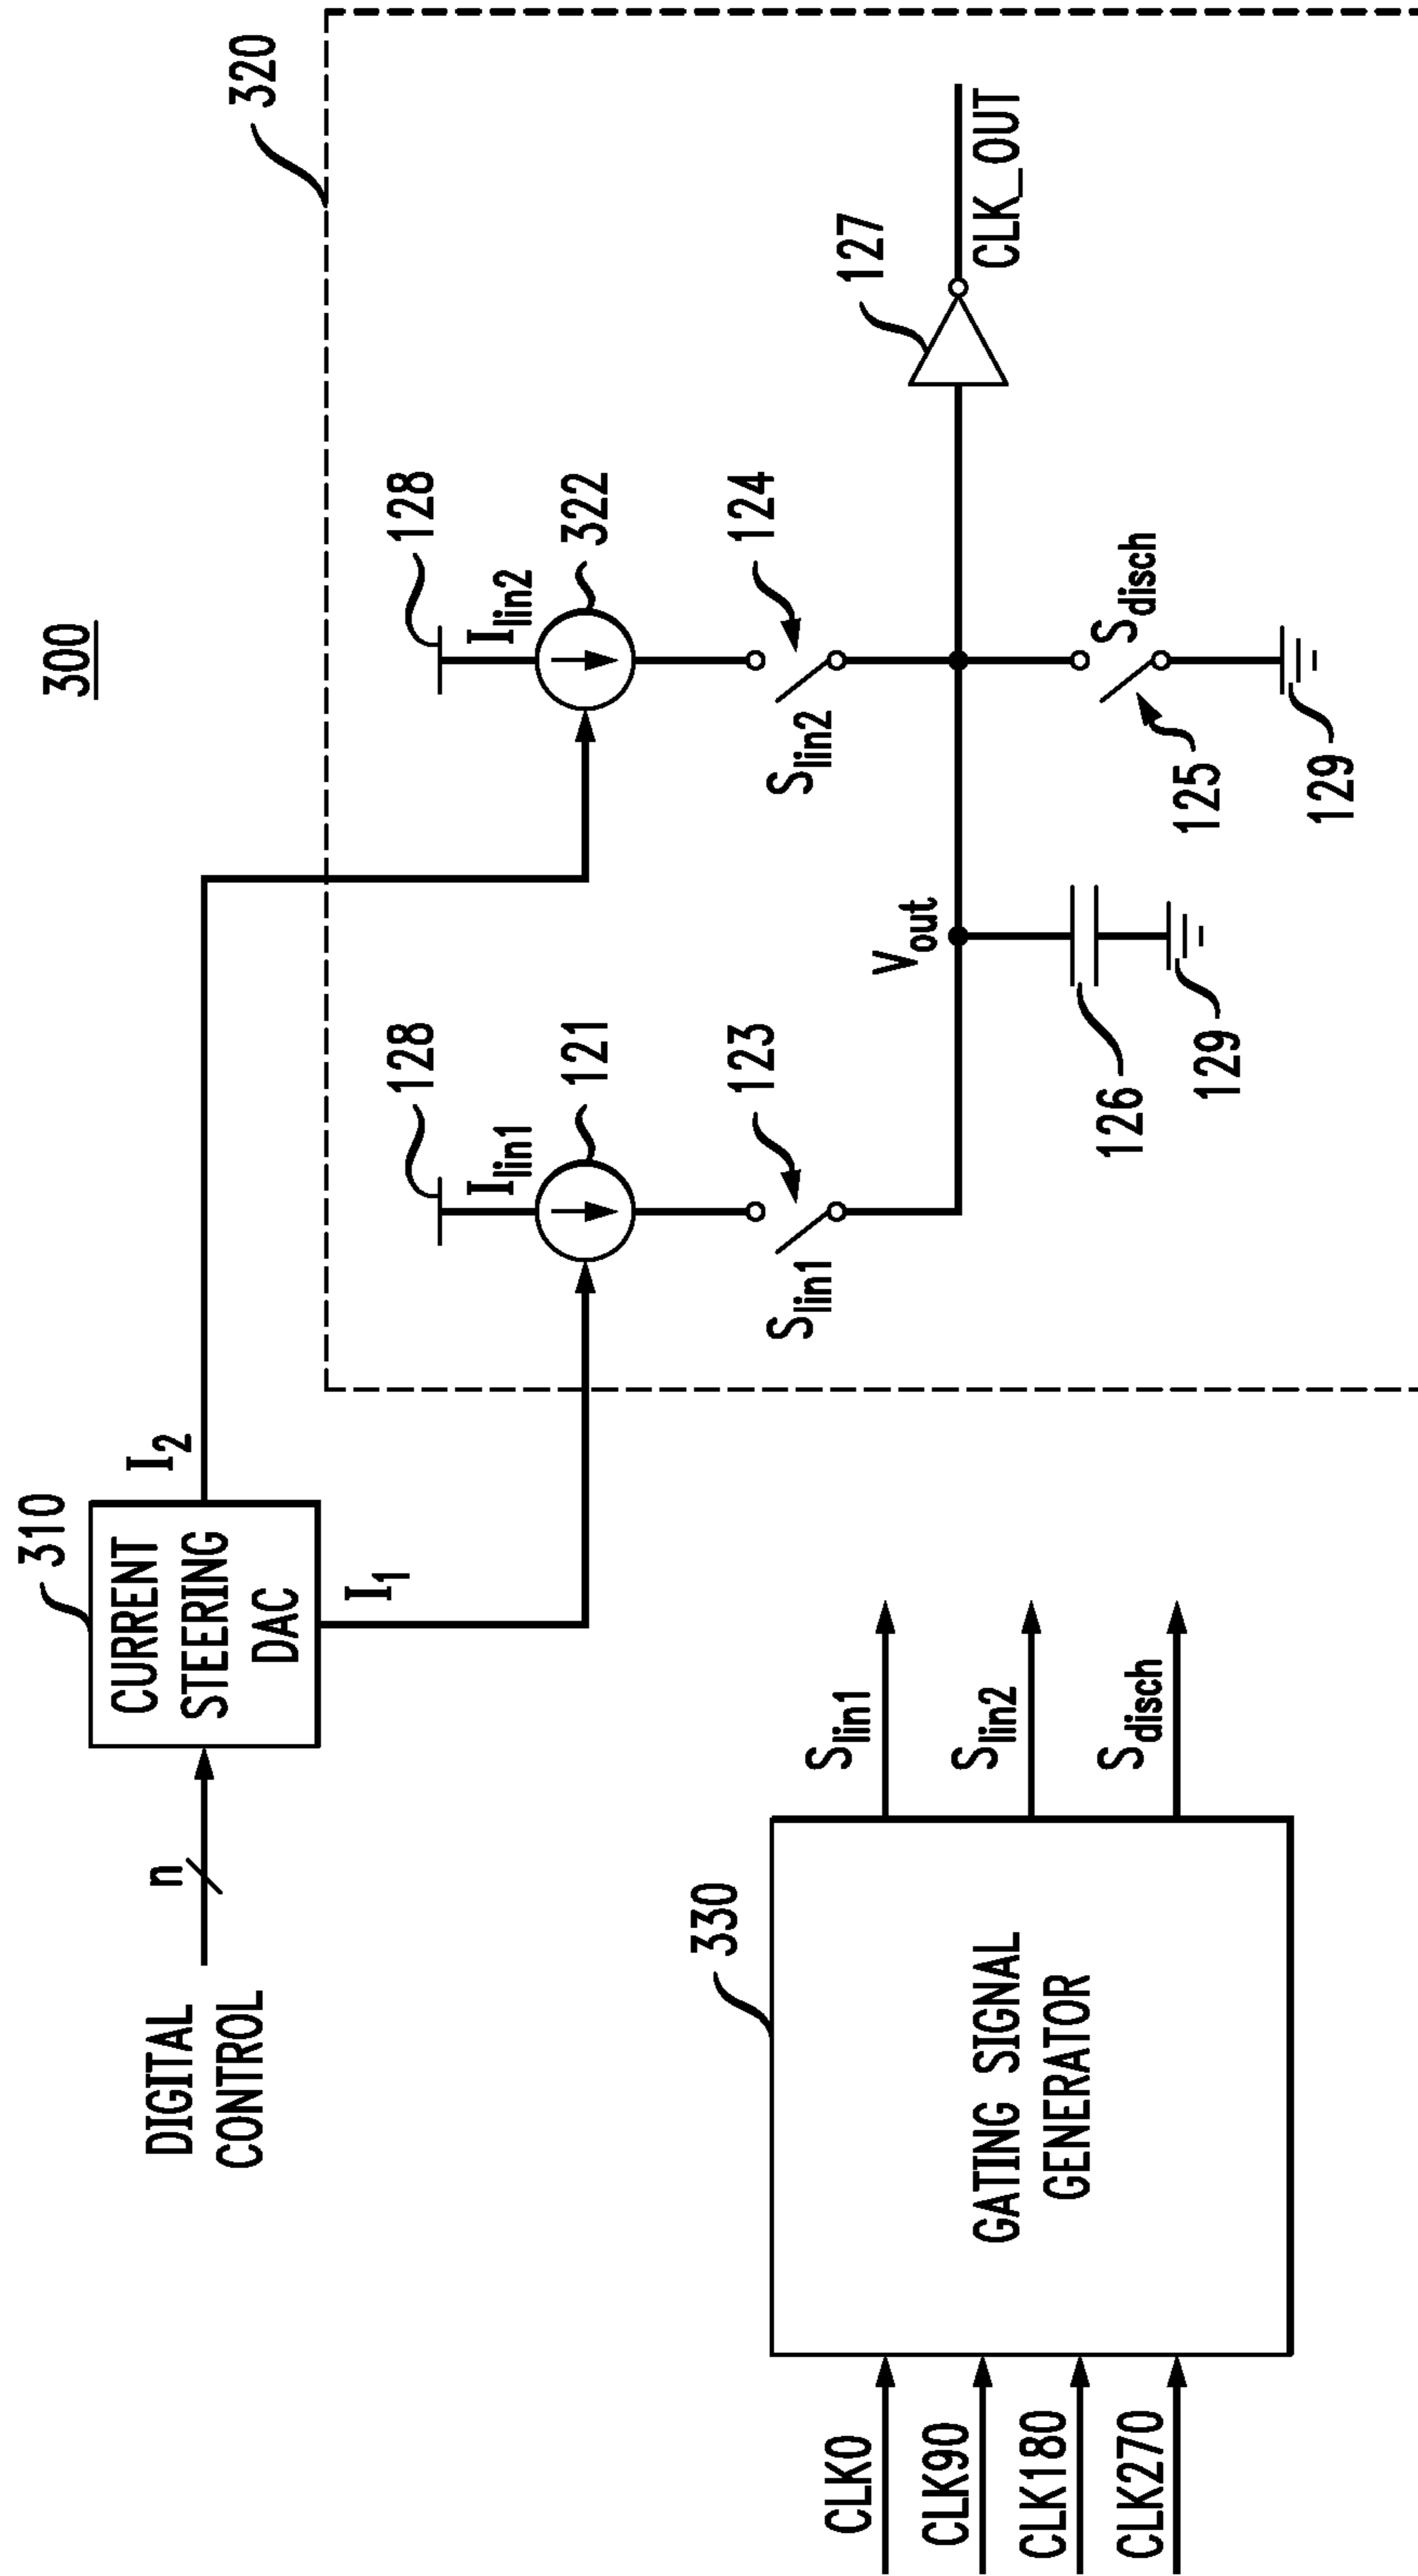 300
320
310
CURRENT
STEERING
DAC
I2
I1
n
DIGITAL
CONTROL
128
Ilin1
121
123
Slin1
128
Ilin2
322
124
Slin2
Vout
126
129
Sdisch
125
129
127
CLK_OUT
330
GATING SIGNAL
GENERATOR
CLK0
CLK90
CLK180
CLK270
Slin1
Slin2
Sdisch